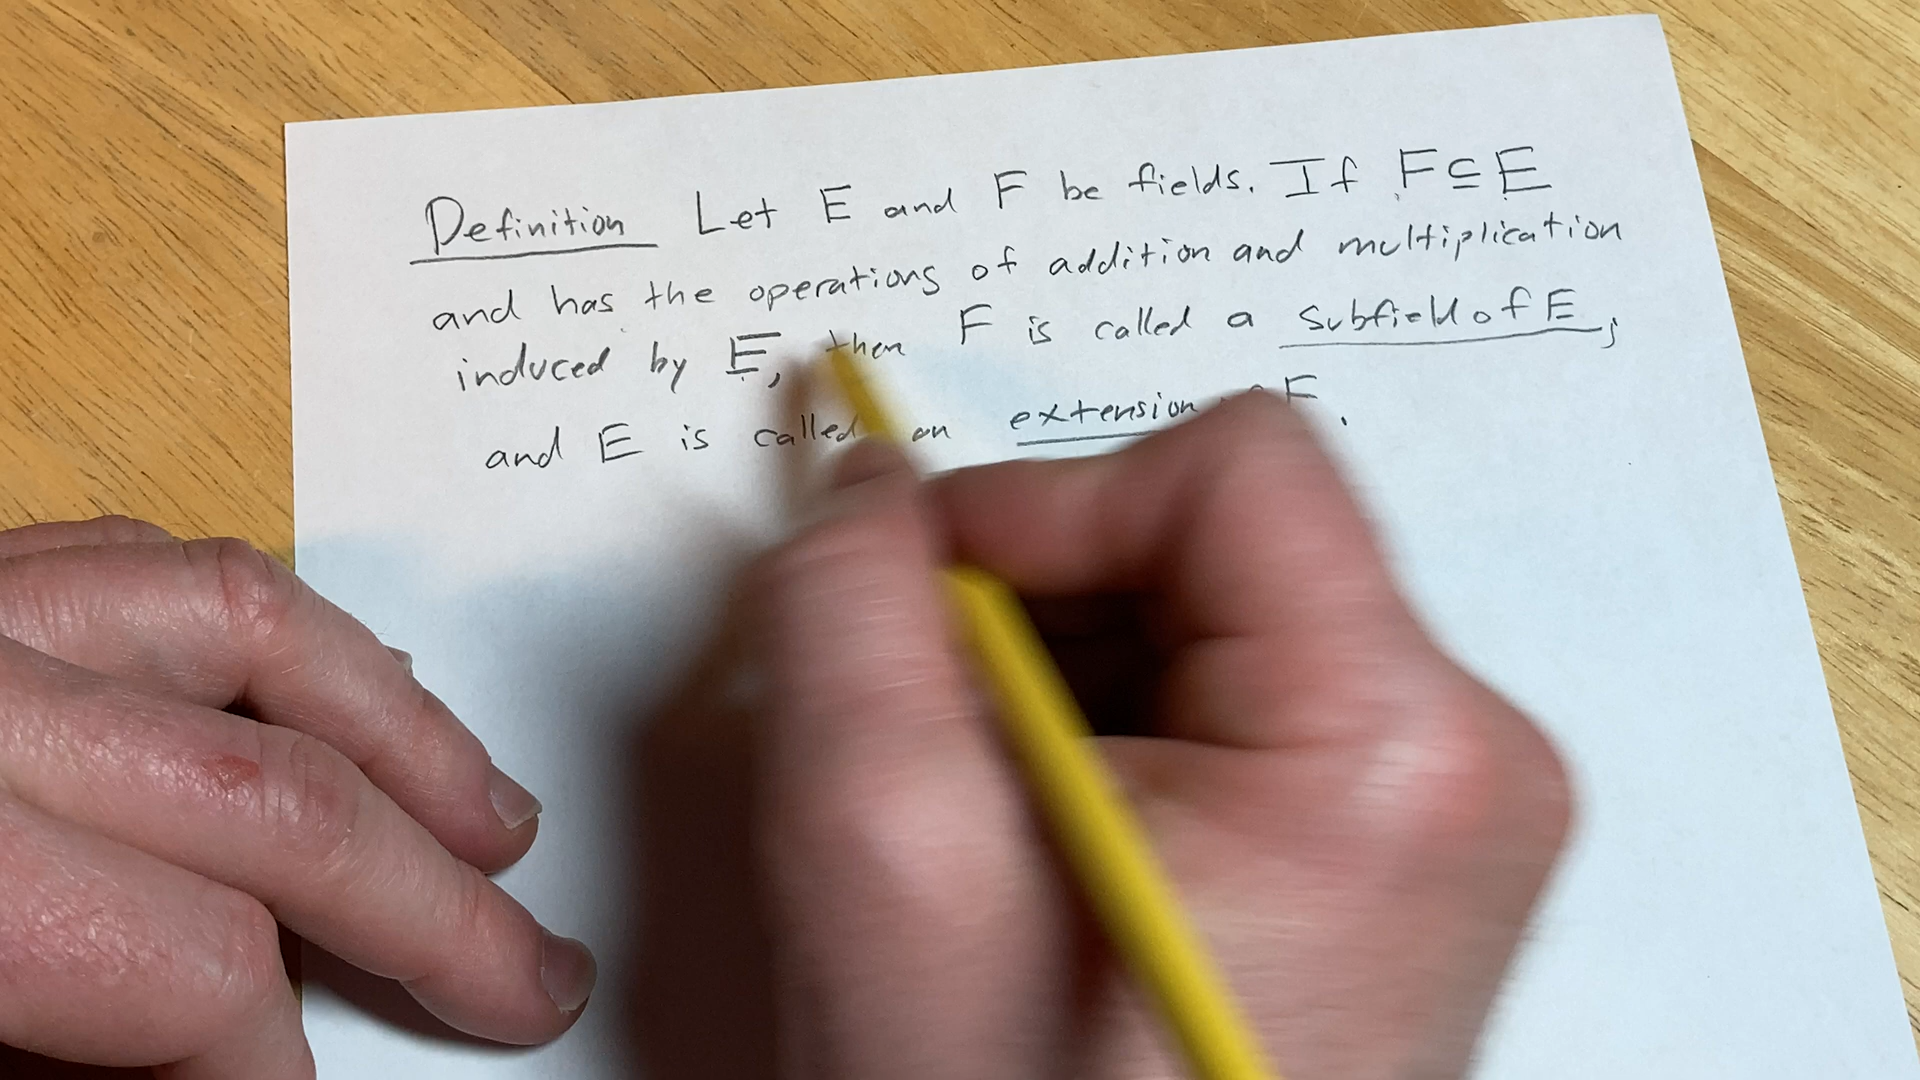 Definition Let E and F be fields. If F ⊆ E
and has the operations of addition and multiplication
induced by E, then F is called a subfield of E;
and E is called an extension F.